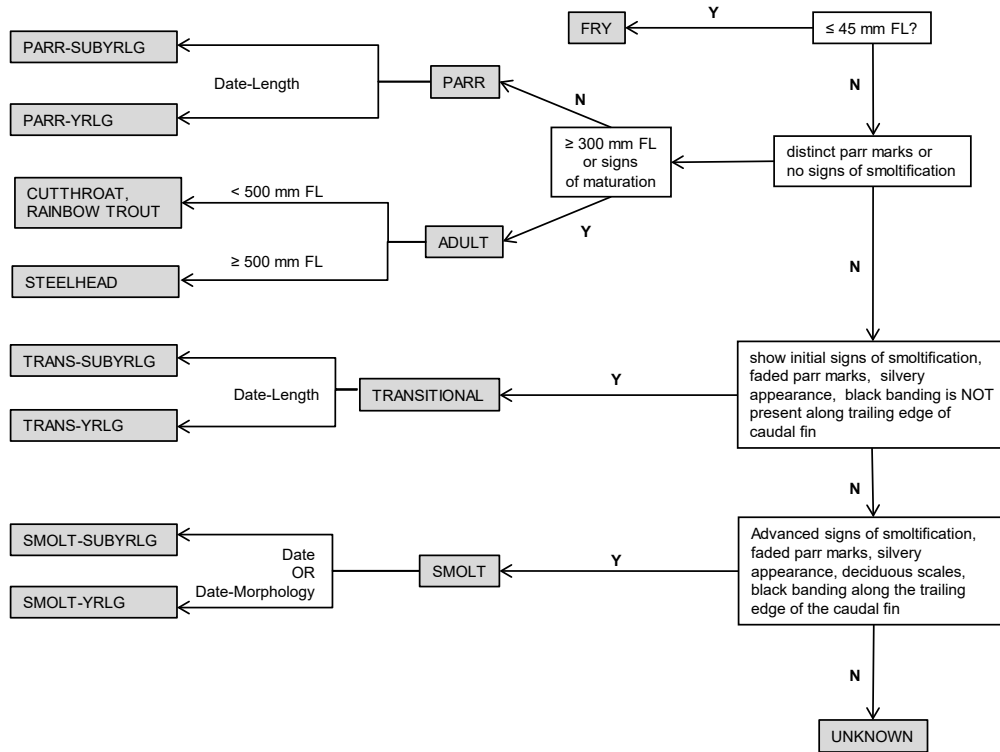 Y
FRY
≤ 45 mm FL?
PARR-SUBYRLG
Date-Length
PARR
N
N
PARR-YRLG
≥ 300 mm FL
or signs
of maturation
distinct parr marks or
no signs of smoltification
CUTTHROAT,
RAINBOW TROUT
< 500 mm FL
ADULT
Y
STEELHEAD
≥ 500 mm FL
N
TRANS-SUBYRLG
Date-Length
TRANSITIONAL
Y
show initial signs of smoltification,
faded parr marks, silvery
appearance, black banding is NOT
present along trailing edge of
caudal fin
TRANS-YRLG
N
SMOLT-SUBYRLG
Date
OR
Date-Morphology
SMOLT
Y
Advanced signs of smoltification,
faded parr marks, silvery
appearance, deciduous scales,
black banding along the trailing
edge of the caudal fin
SMOLT-YRLG
N
UNKNOWN